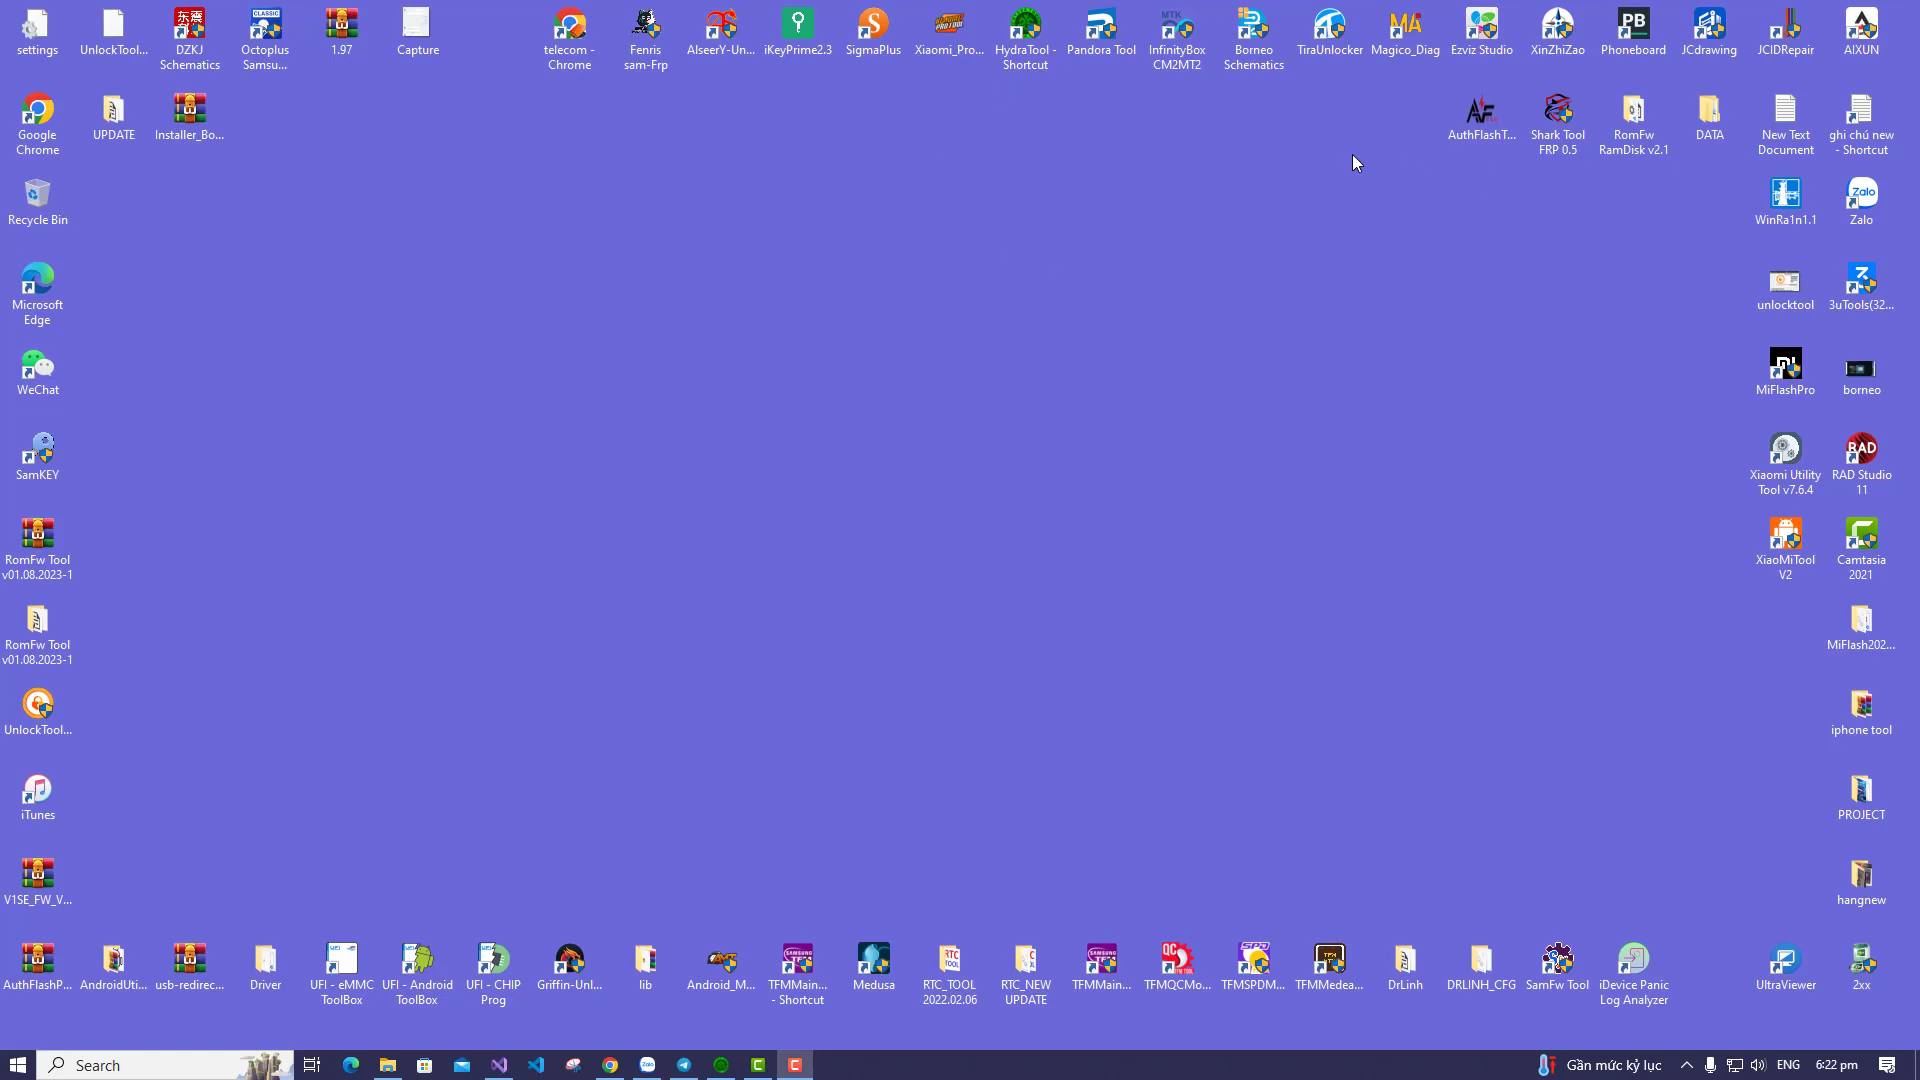 settings
UnlockTool...
DZKJ
Schematics
Octoplus
Samsu...
1.97
Capture
telecom -
Chrome
Fenris
sam-Frp
AlseerY-Un...
iKeyPrime2.3
SigmaPlus
Xiaomi_Pro...
HydraTool -
Shortcut
Pandora Tool
InfinityBox
CM2MT2
Borneo
Schematics
TiraUnlocker
Magico_Diag
Ezviz Studio
XinZhiZao
Phoneboard
JCdrawing
JCIDRepair
AIXUN
Google
Chrome
UPDATE
Installer_Bo...
AuthFlashT...
Shark Tool
FRP 0.5
RomFw
RamDisk v2.1
DATA
New Text
Document
ghi chú new
- Shortcut
Recycle Bin
WinRa1n1.1
Zalo
Microsoft
Edge
unlocktool
3uTools(32...
WeChat
MiFlashPro
borneo
SamKEY
Xiaomi Utility
Tool v7.6.4
RAD Studio
11
RomFw Tool
v01.08.2023-1
XiaoMiTool
V2
Camtasia
2021
RomFw Tool
v01.08.2023-1
MiFlash202...
UnlockTool...
iphone tool
iTunes
PROJECT
V1SE_FW_V...
hangnew
AuthFlashP...
AndroidUti...
usb-redirec...
Driver
UFI - eMMC
ToolBox
UFI - Android
ToolBox
UFI - CHIP
Prog
Griffin-Unl...
lib
Android_M...
TFMMain...
- Shortcut
Medusa
RTC_TOOL
2022.02.06
RTC_NEW
UPDATE
TFMMain...
TFMQCMo...
TFMSPDM...
TFMMedea...
DrLinh
DRLINH_CFG
SamFw Tool
iDevice Panic
Log Analyzer
UltraViewer
2xx
Search
Gần mức kỷ lục
ENG
6:22 pm